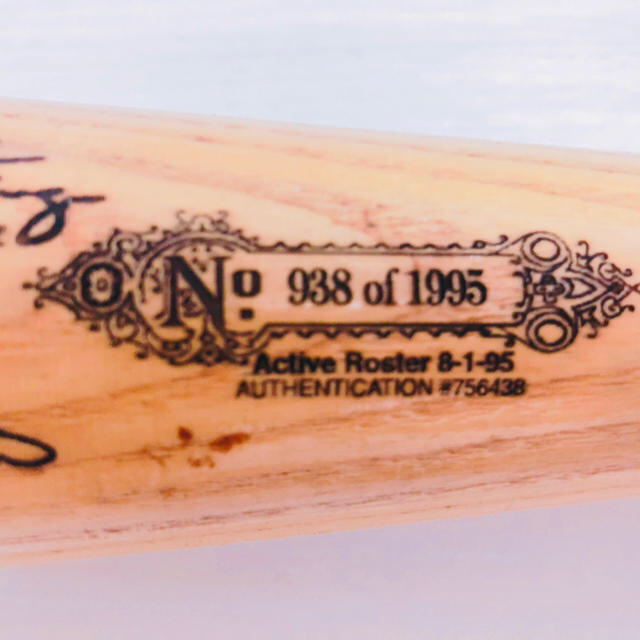 Nº. 938 of 1995
Active Roster 8-1-95
AUTHENTICATION #756438